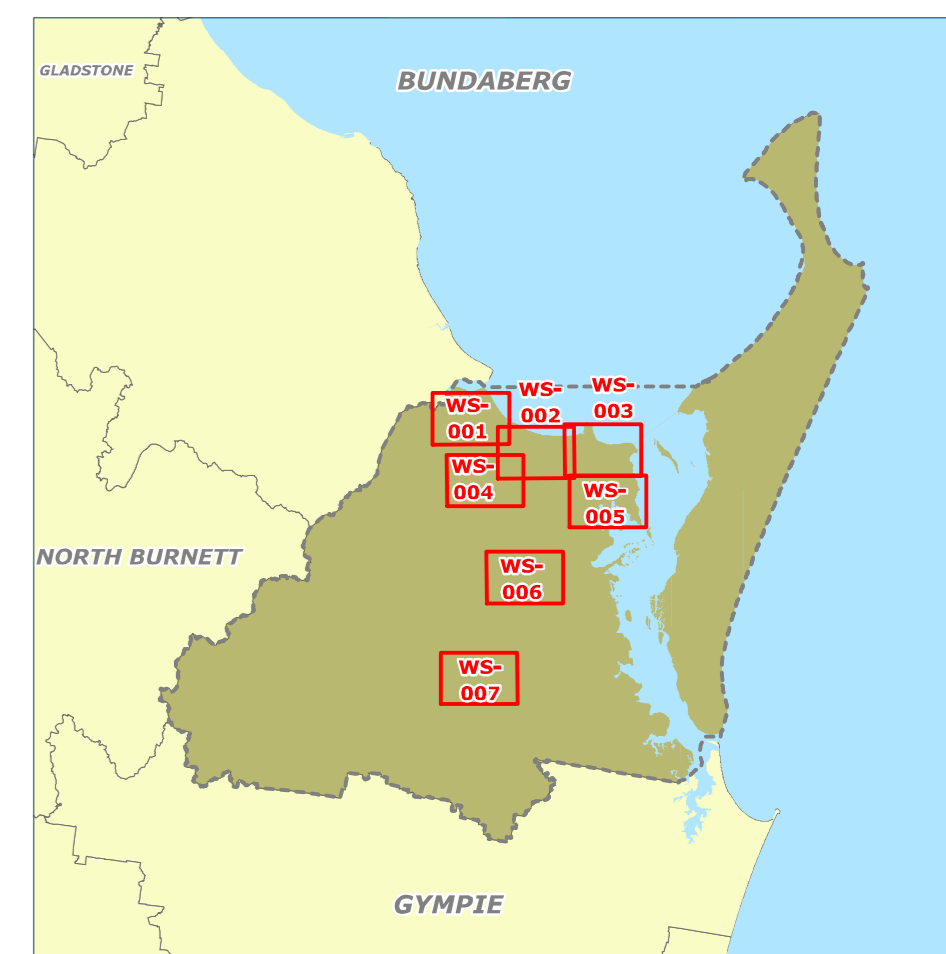 GLADSTONE
BUNDABERG
WS-
001
WS-
002
WS-
003
WS-
004
WS-
005
NORTH BURNETT
WS-
006
WS-
007
GYMPIE